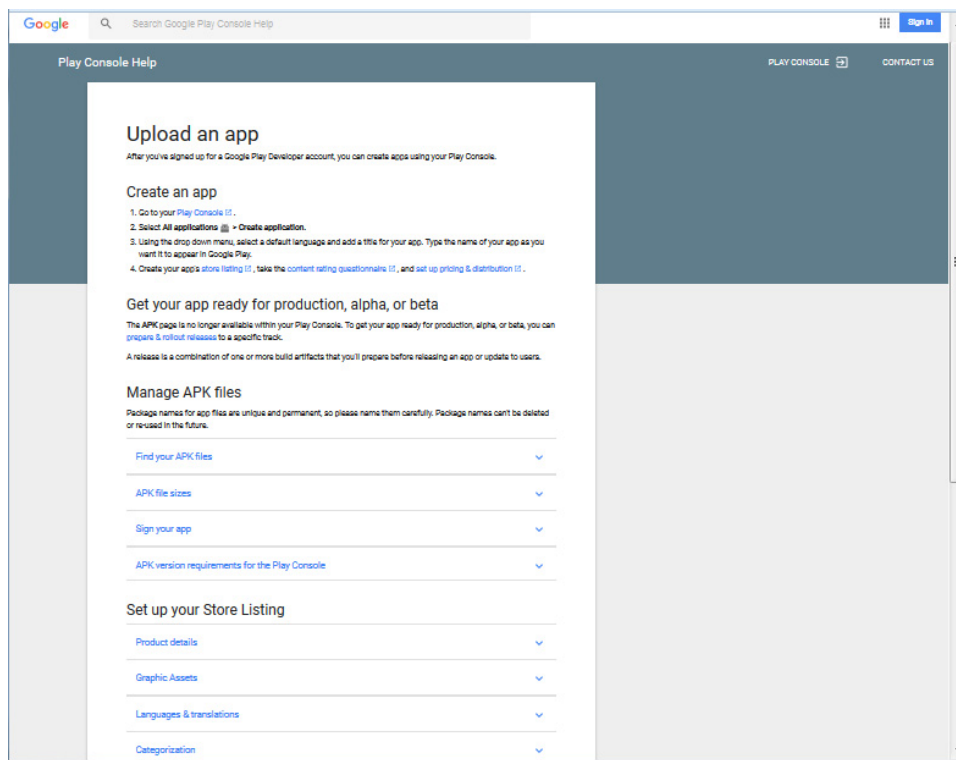 Google
Search Google Play Console Help
Sign in
Play Console Help
PLAY CONSOLE
CONTACT US
Upload an app
After you've signed up for a Google Play Developer account, you can create apps using your Play Console.
Create an app
1. Go to your Play Console .
2. Select All applications > Create application.
3. Using the drop down menu, select a default language and add a title for your app. Type the name of your app as you
want it to appear in Google Play.
4. Create your app's store listing , take the content rating questionnaire , and set up pricing & distribution .
Get your app ready for production, alpha, or beta
The APK page is no longer available within your Play Console. To get your app ready for production, alpha, or beta, you can
prepare & rollout releases to a specific track.
A release is a combination of one or more build artifacts that you'll prepare before releasing an app or update to users.
Manage APK files
Package names for app files are unique and permanent, so please name them carefully. Package names can't be deleted
or re-used in the future.
Find your APK files
APK file sizes
Sign your app
APK version requirements for the Play Console
Set up your Store Listing
Product details
Graphic Assets
Languages & translations
Categorization